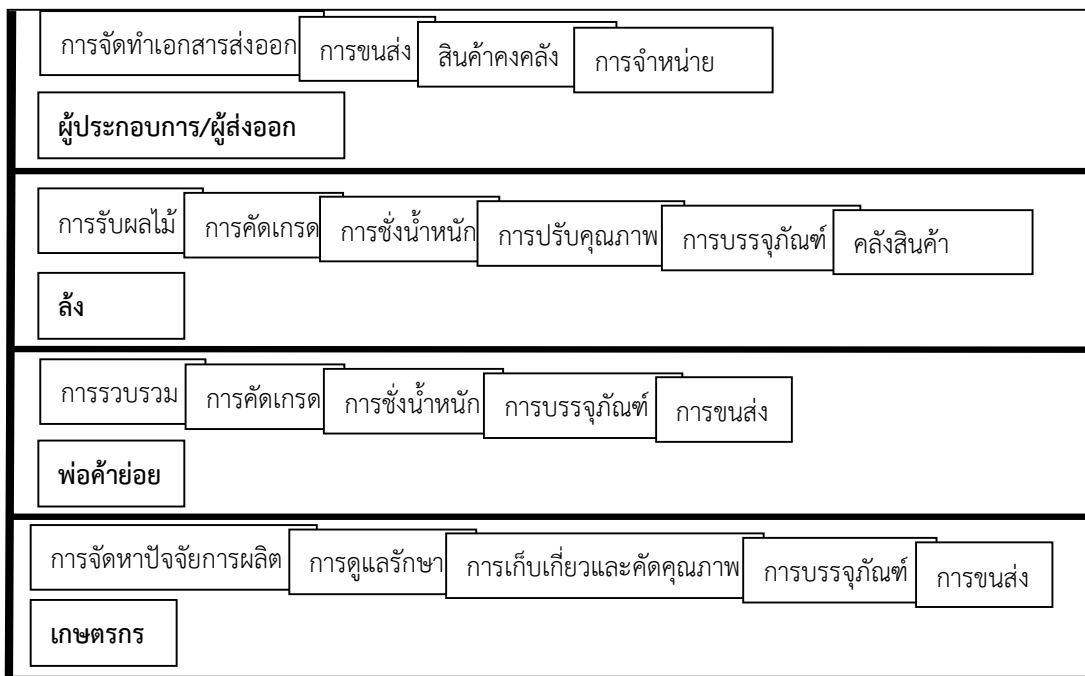 การจัดทำเอกสารส่งออก การขนส่ง สินค้าคงคลัง การจำหน่าย
ผู้ประกอบการ/ผู้ส่งออก
การรับผลไม้ การคัดเกรด การชั่งน้ำหนัก การปรับคุณภาพ การบรรจุภัณฑ์ คลังสินค้า
ล้ง
การรวบรวม การคัดเกรด การชั่งน้ำหนัก การบรรจุภัณฑ์ การขนส่ง
พ่อค้าย่อย
การจัดหาปัจจัยการผลิต การดูแลรักษา การเก็บเกี่ยวและคัดคุณภาพ การบรรจุภัณฑ์ การขนส่ง
เกษตรกร